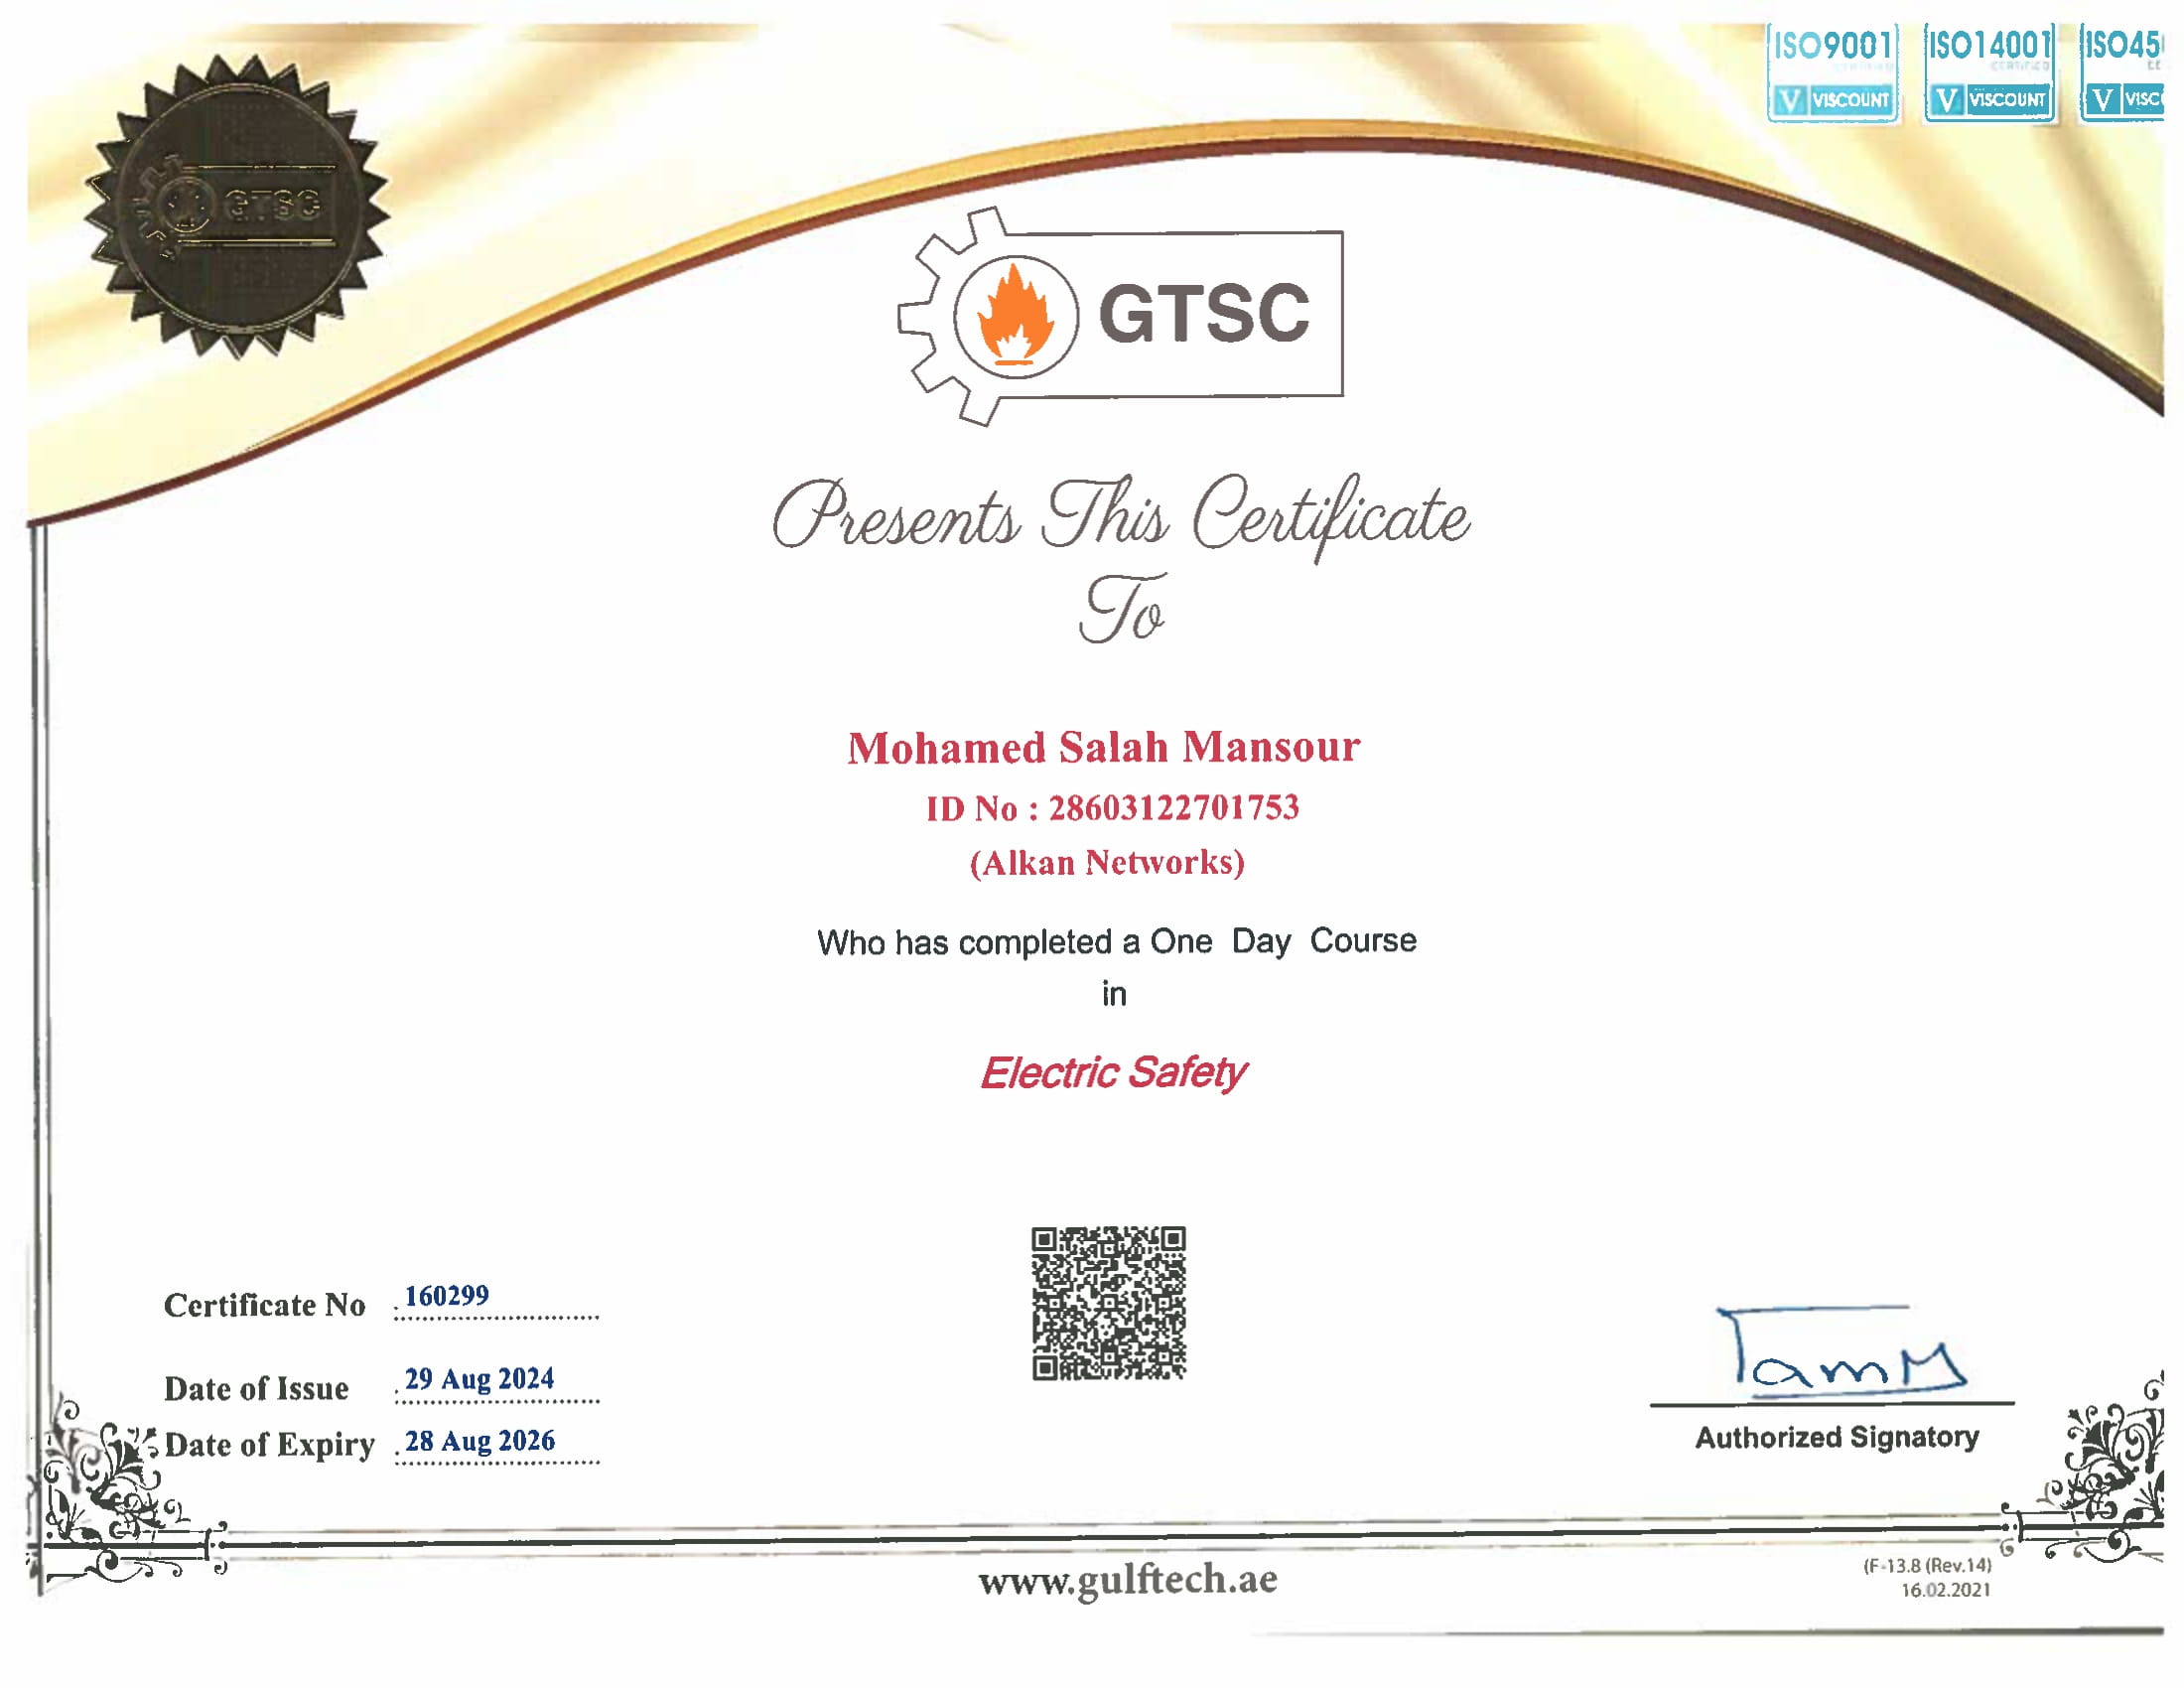 ISO9001 ISO14001 ISO45
CERTIFIED
V VISCOUNT V VISCOUNT V VISC
GTSC
GTSC
Presents This Certificate
To
Mohamed Salah Mansour
ID No : 28603122701753
(Alkan Networks)
Who has completed a One Day Course
in
Electric Safety
Certificate No . 160299
Date of Issue . 29 Aug 2024
Date of Expiry . 28 Aug 2026
Tamy
Authorized Signatory
www.gulftech.ae
(F-13.8 (Rev.14)
16.02.2021